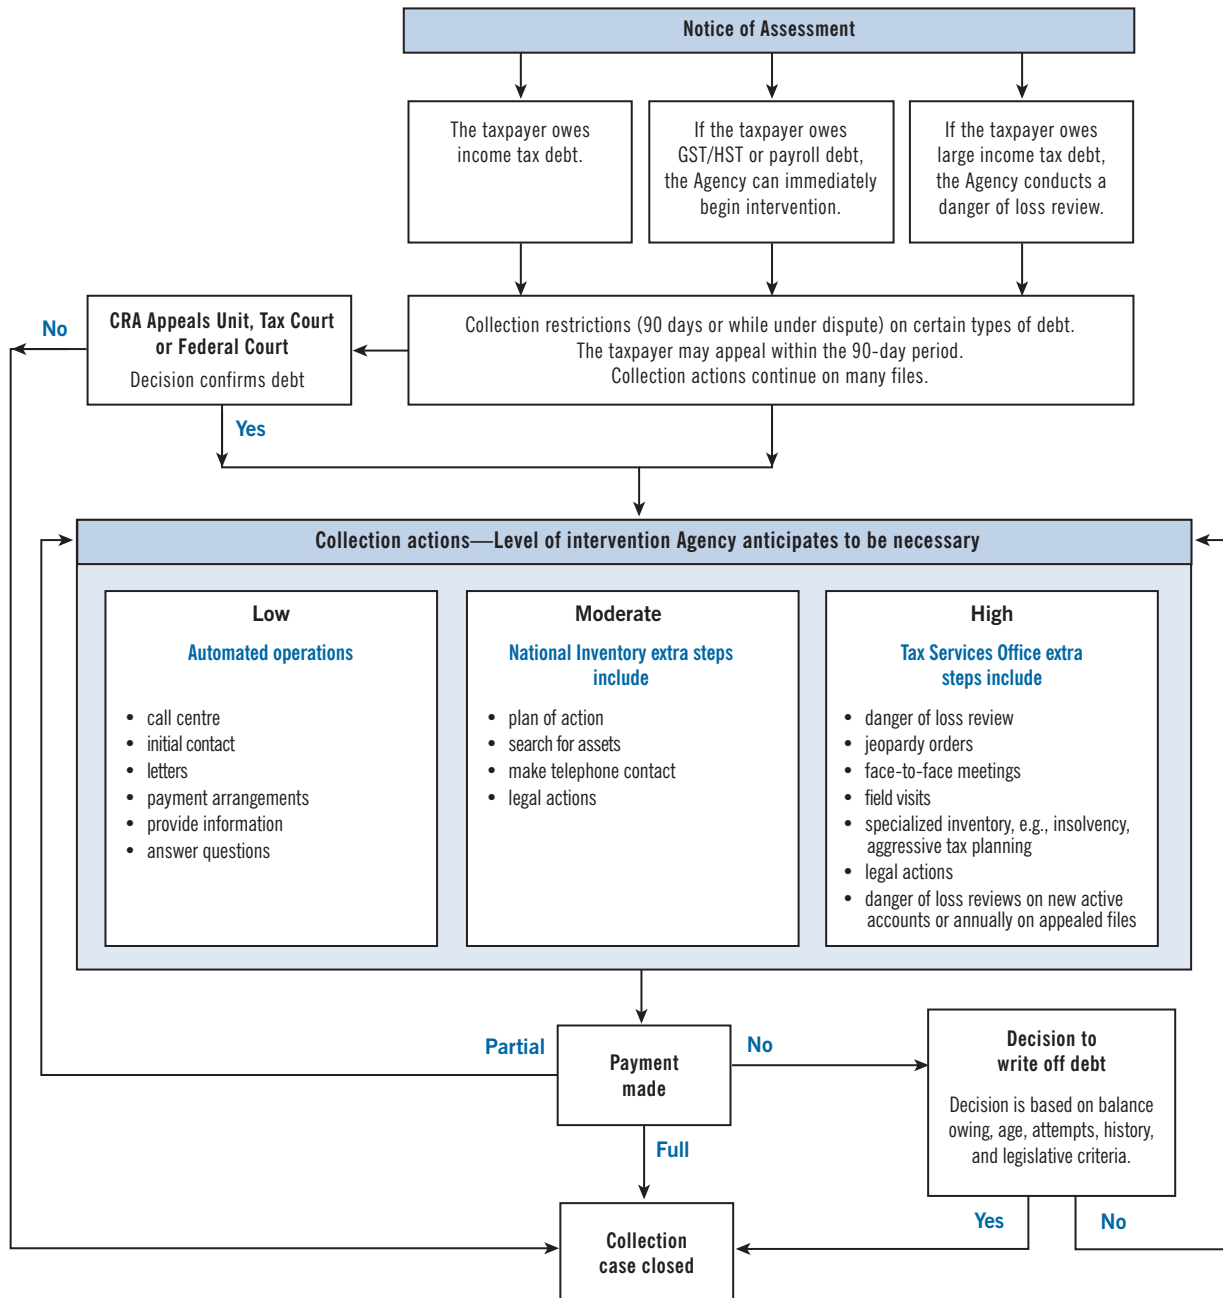 Notice of Assessment
The taxpayer owes
income tax debt.
If the taxpayer owes
GST/HST or payroll debt,
the Agency can immediately
begin intervention.
If the taxpayer owes
large income tax debt,
the Agency conducts a
danger of loss review.
No
CRA Appeals Unit, Tax Court
or Federal Court
Decision confirms debt
Collection restrictions (90 days or while under dispute) on certain types of debt.
The taxpayer may appeal within the 90-day period.
Collection actions continue on many files.
Yes
Collection actions—Level of intervention Agency anticipates to be necessary
Low
Automated operations
• call centre
• initial contact
• letters
• payment arrangements
• provide information
• answer questions
Moderate
National Inventory extra steps
include
• plan of action
• search for assets
• make telephone contact
• legal actions
High
Tax Services Office extra
steps include
• danger of loss review
• jeopardy orders
• face-to-face meetings
• field visits
• specialized inventory, e.g., insolvency,
aggressive tax planning
• legal actions
• danger of loss reviews on new active
accounts or annually on appealed files
Partial
Payment
made
No
Decision to
write off debt
Decision is based on balance
owing, age, attempts, history,
and legislative criteria.
Full
Yes
No
Collection
case closed